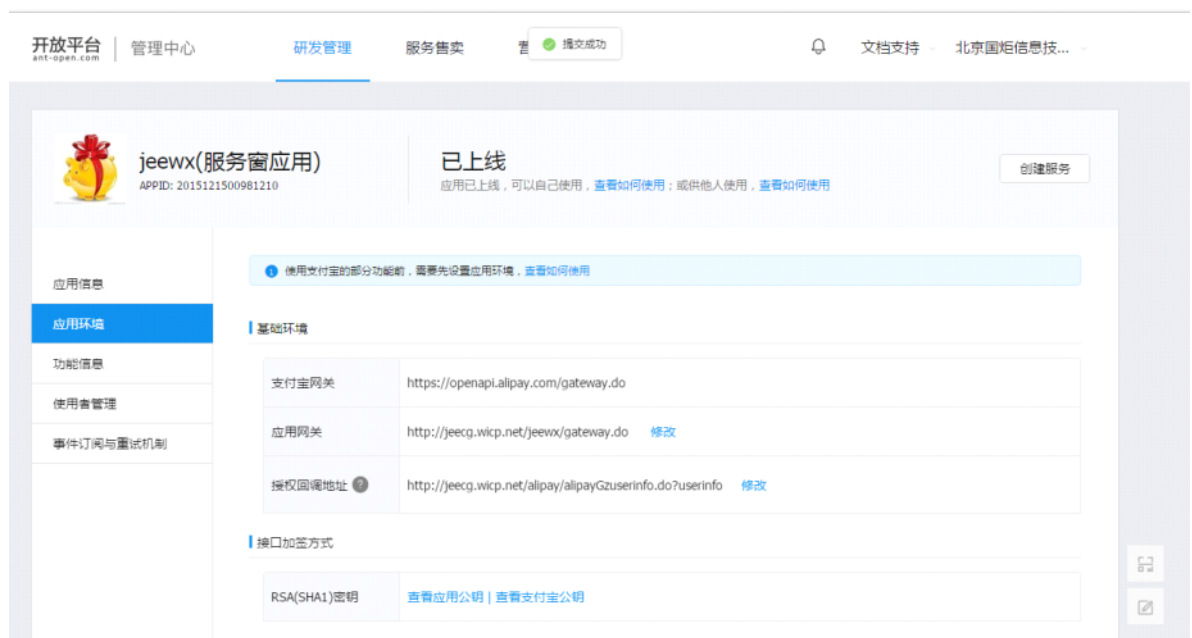 开放平台 管理中心 研发管理 服务售卖 提交成功 文档支持 北京国炬信息技...
ant-open.com
jeewx(服务窗应用)
APPID: 2015121500981210
已上线
应用已上线，可以自己使用，查看如何使用；或供他人使用，查看如何使用
创建服务
应用信息
应用环境
功能信息
使用者管理
事件订阅与重试机制
使用支付宝的部分功能前，需要先设置应用环境，查看如何使用
基础环境
支付宝网关 https://openapi.alipay.com/gateway.do
应用网关 http://jeecg.wicp.net/jeewx/gateway.do 修改
授权回调地址 ? http://jeecg.wicp.net/alipay/alipayGzuserinfo.do?userinfo 修改
接口加签方式
RSA(SHA1)密钥 查看应用公钥 | 查看支付宝公钥